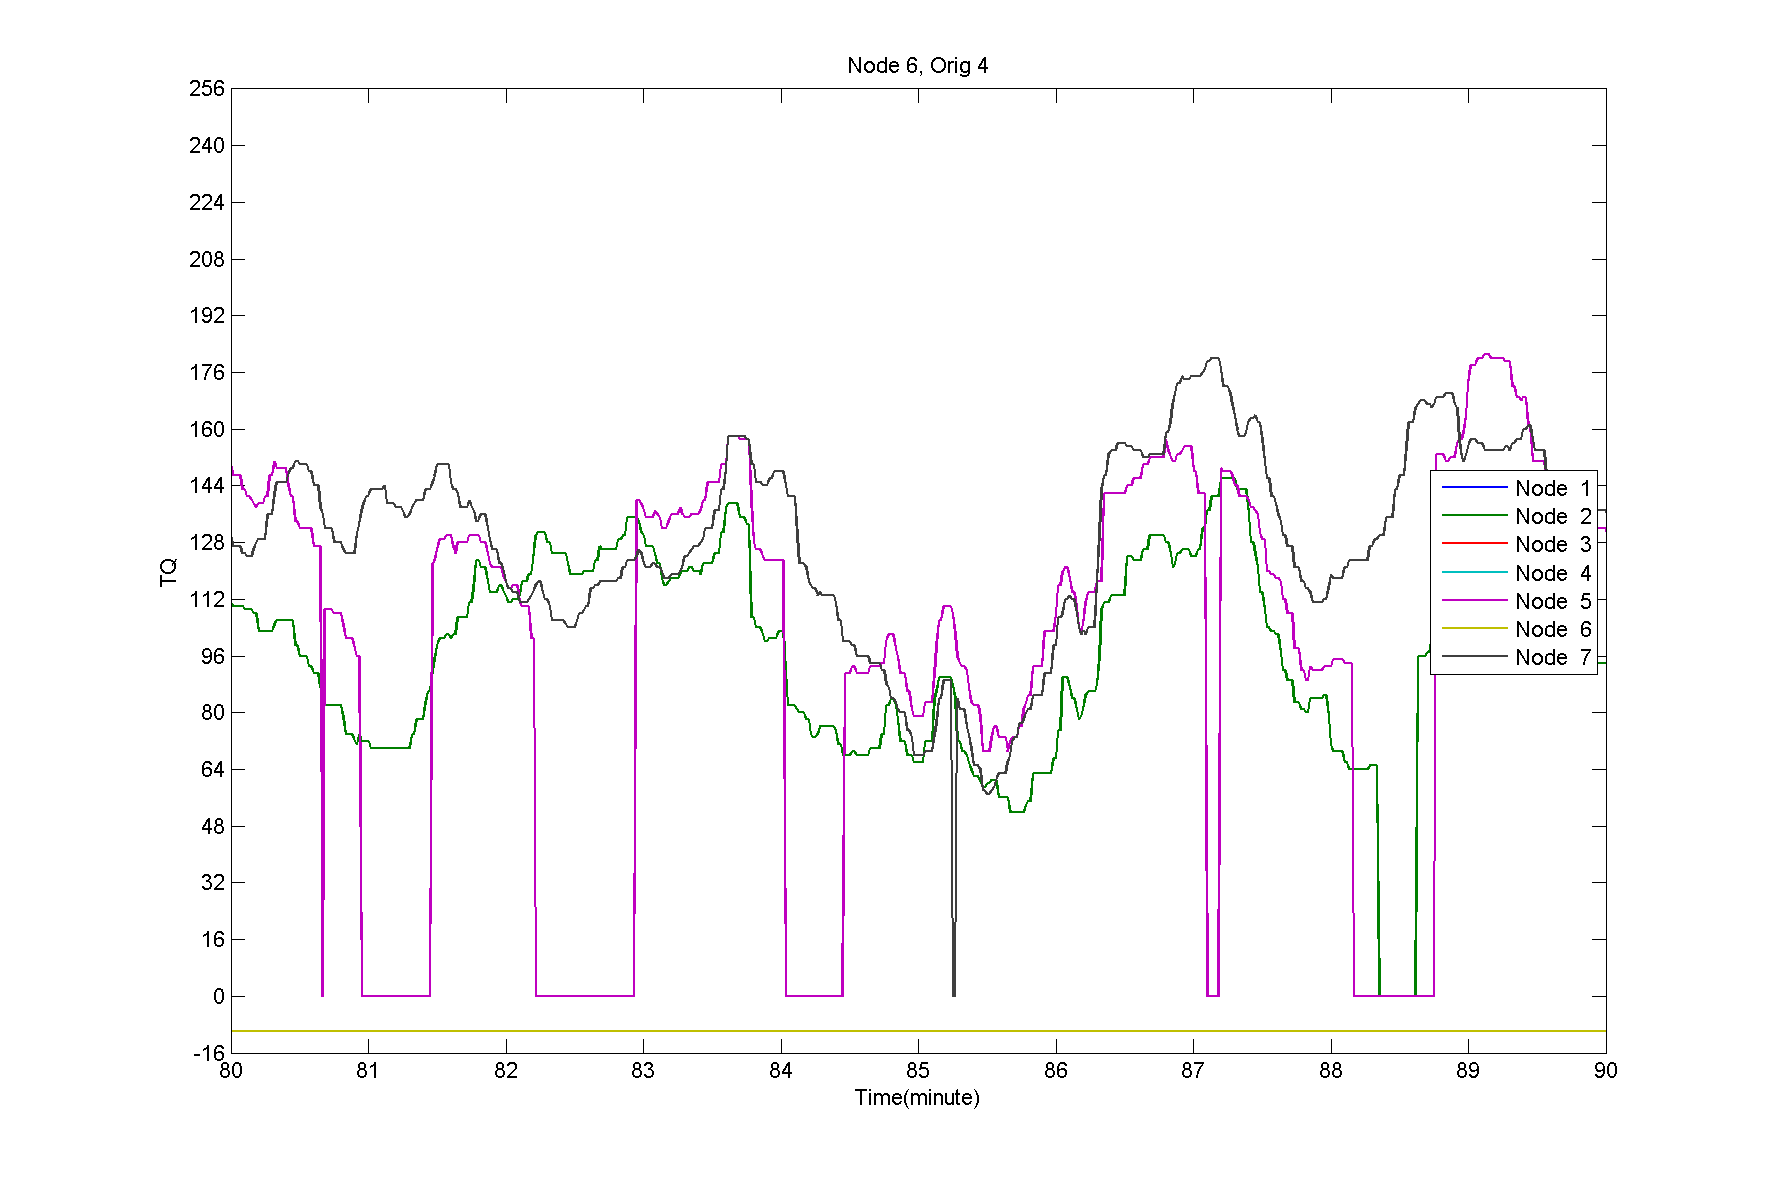 Node 6, Orig 4
256
240
224
208
192
176
160
144
128
112
96
80
64
48
32
16
0
-16
TQ
Node 1
Node 2
Node 3
Node 4
Node 5
Node 6
Node 7
80 81 82 83 84 85 86 87 88 89 90
Time(minute)